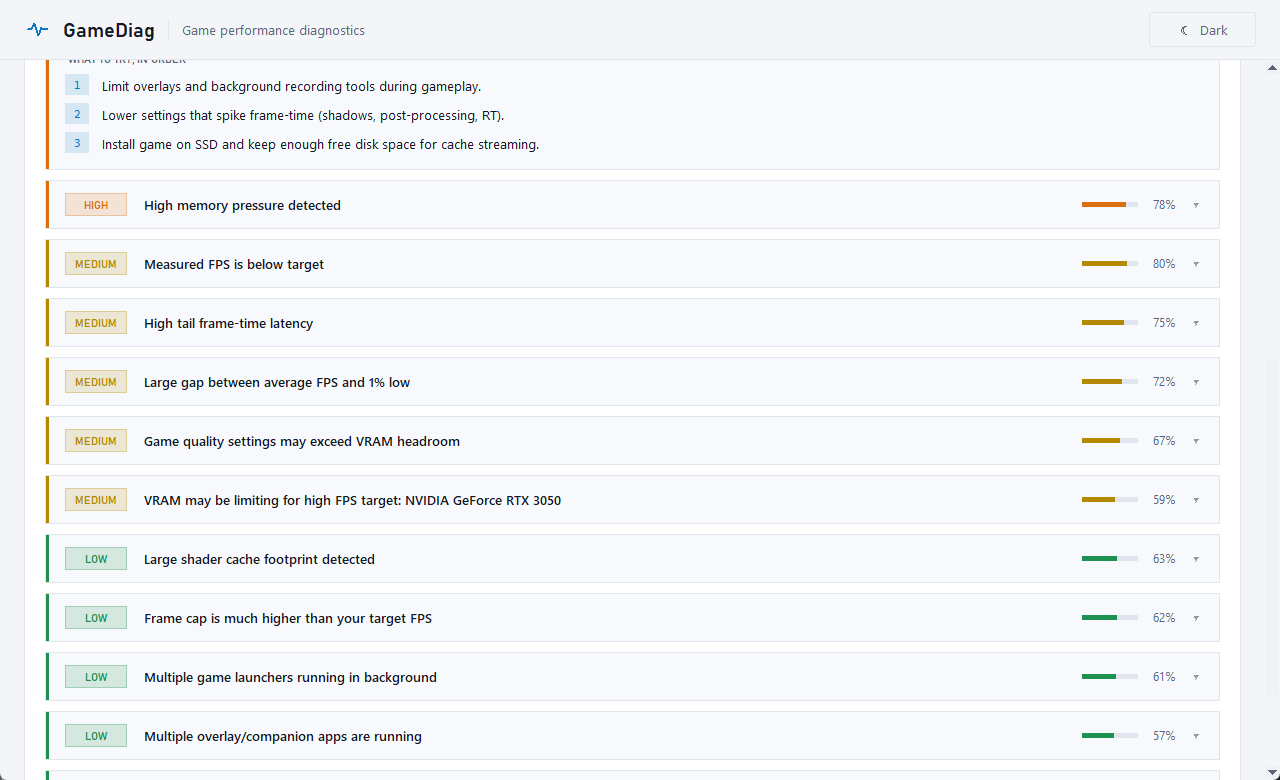 GameDiag
Game performance diagnostics
Dark
WHAT TO TRY, IN ORDER
1 Limit overlays and background recording tools during gameplay.
2 Lower settings that spike frame-time (shadows, post-processing, RT).
3 Install game on SSD and keep enough free disk space for cache streaming.
HIGH High memory pressure detected 78%
MEDIUM Measured FPS is below target 80%
MEDIUM High tail frame-time latency 75%
MEDIUM Large gap between average FPS and 1% low 72%
MEDIUM Game quality settings may exceed VRAM headroom 67%
MEDIUM VRAM may be limiting for high FPS target: NVIDIA GeForce RTX 3050 59%
LOW Large shader cache footprint detected 63%
LOW Frame cap is much higher than your target FPS 62%
LOW Multiple game launchers running in background 61%
LOW Multiple overlay/companion apps are running 57%